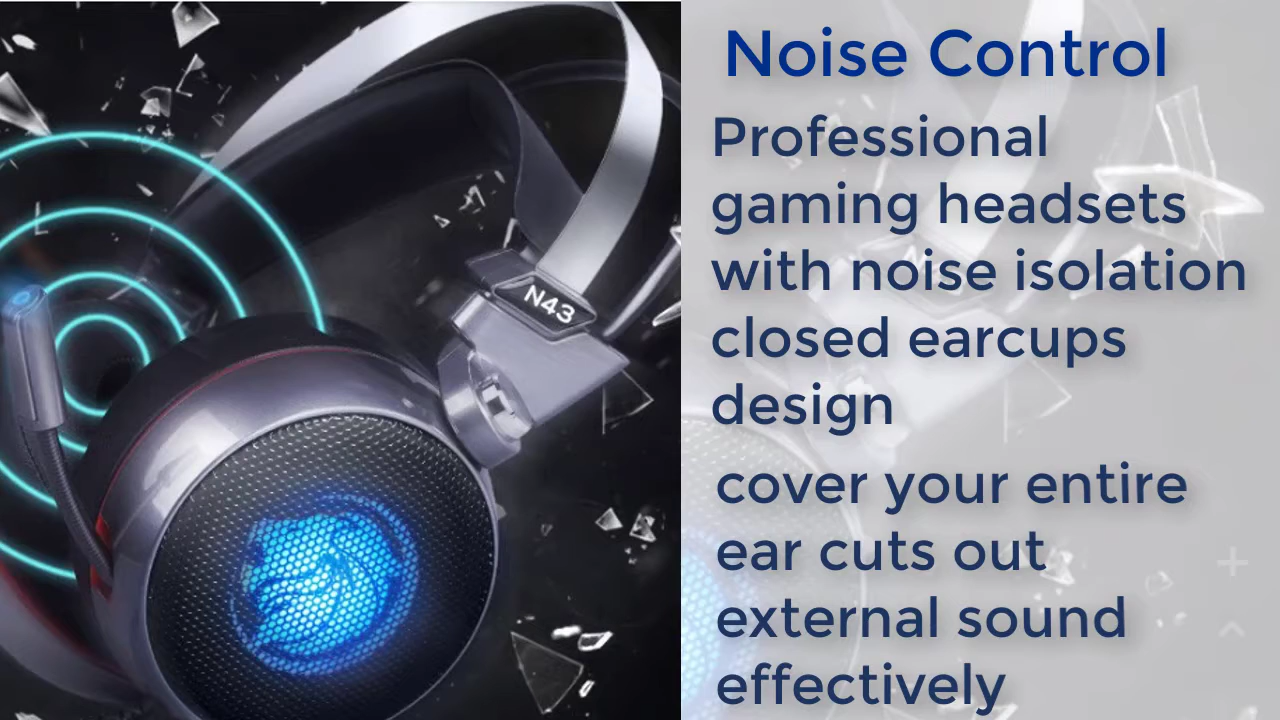 Noise Control
Professional
gaming headsets
with noise isolation
closed earcups
design
cover your entire
ear cuts out
external sound
effectively
N43